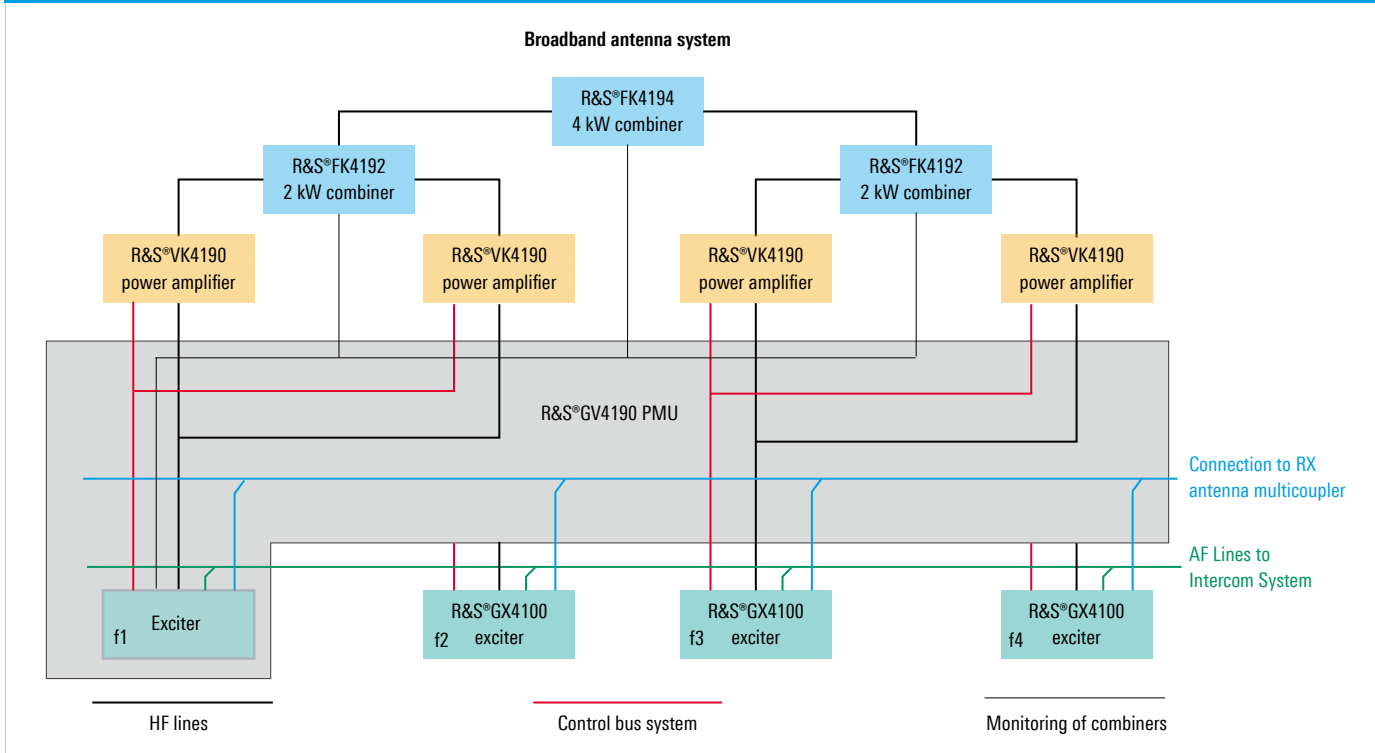 Broadband antenna system
R&S®FK4194
4 kW combiner
R&S®FK4192
2 kW combiner
R&S®FK4192
2 kW combiner
R&S®VK4190
power amplifier
R&S®VK4190
power amplifier
R&S®VK4190
power amplifier
R&S®VK4190
power amplifier
R&S®GV4190 PMU
Connection to RX
antenna multicoupler
AF Lines to
Intercom System
Exciter
f1
R&S®GX4100
f2 exciter
R&S®GX4100
f3 exciter
R&S®GX4100
f4 exciter
HF lines
Control bus system
Monitoring of combiners